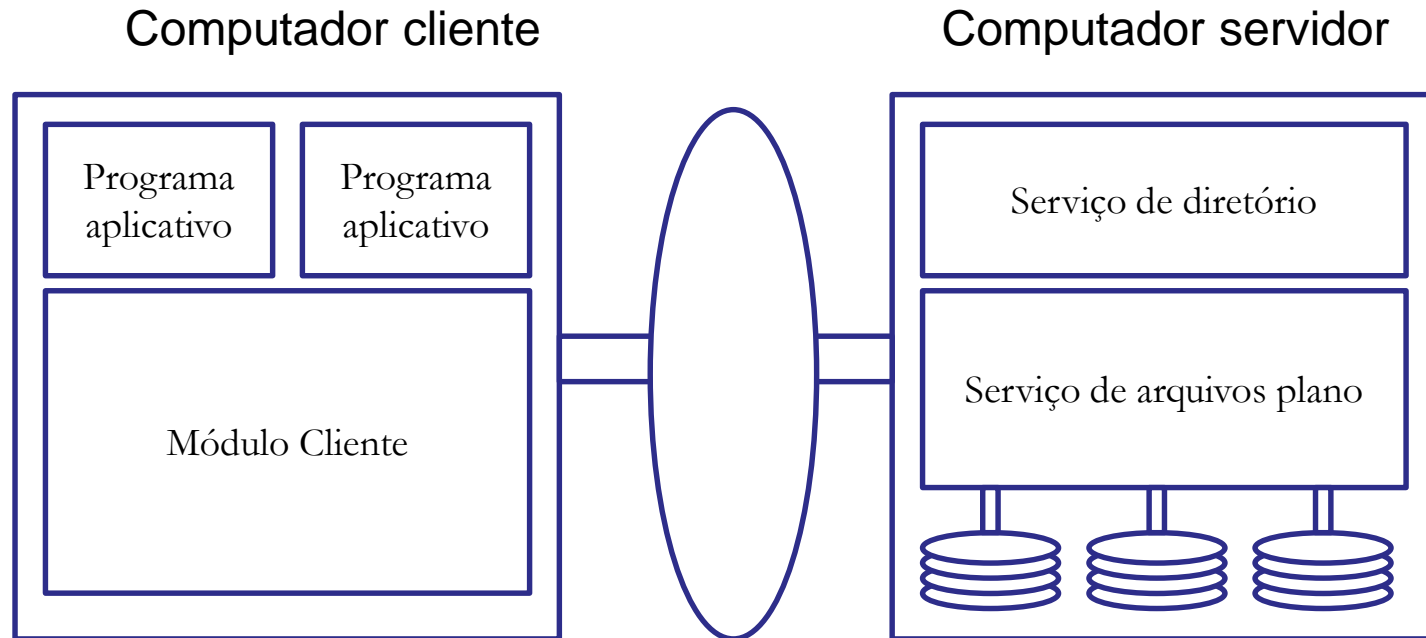 Computador cliente
Computador servidor
Programa
aplicativo
Programa
aplicativo
Módulo Cliente
Serviço de diretório
Serviço de arquivos plano